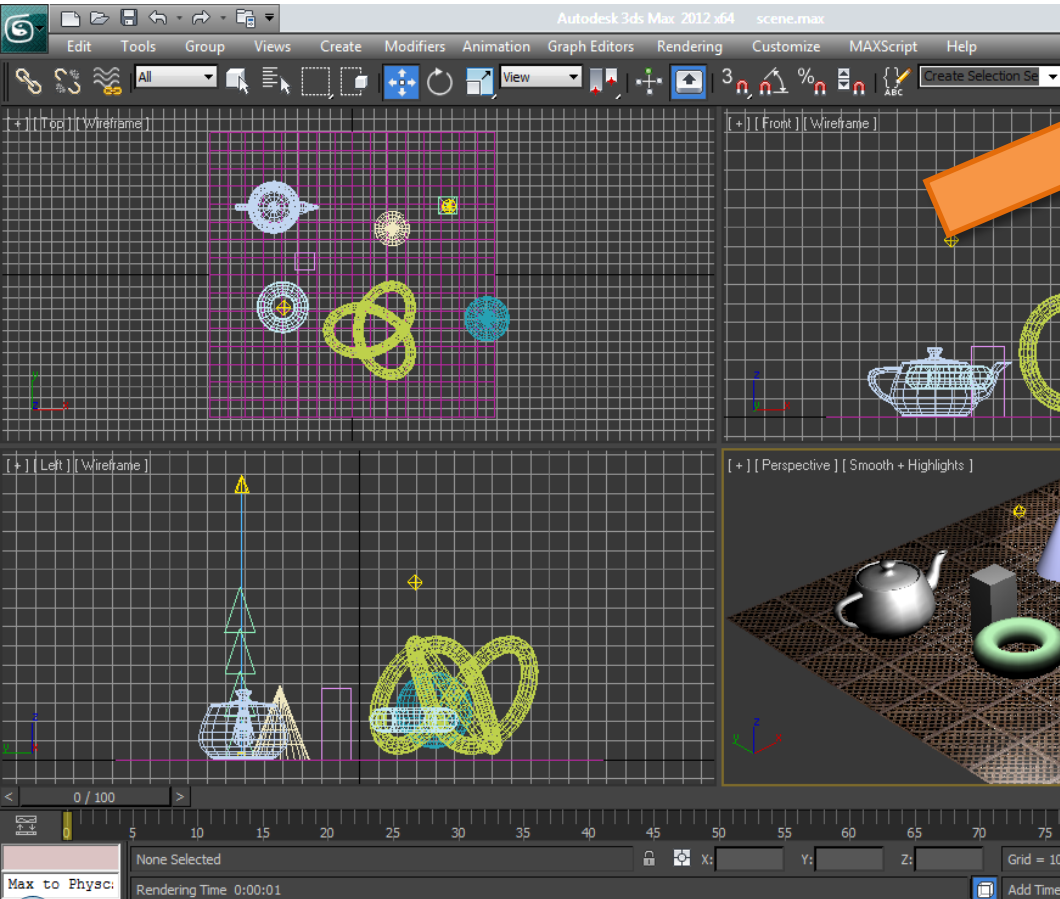 Autodesk 3ds Max 2012 x64 scene.max
Edit Tools Group Views Create Modifiers Animation Graph Editors Rendering Customize MAXScript Help
All View 3 % ABC Create Selection Se
[ + ] [ Top ] [ Wireframe ]
[ + ] [ Front ] [ Wireframe ]
y
z x
z
y x
[ + ] [ Left ] [ Wireframe ]
[ + ] [ Perspective ] [ Smooth + Highlights ]
z
y x
z
y x
< 0 / 100 >
0 5 10 15 20 25 30 35 40 45 50 55 60 65 70 75
None Selected X: Y: Z: Grid = 10
Max to Physc:
Rendering Time 0:00:01 Add Time